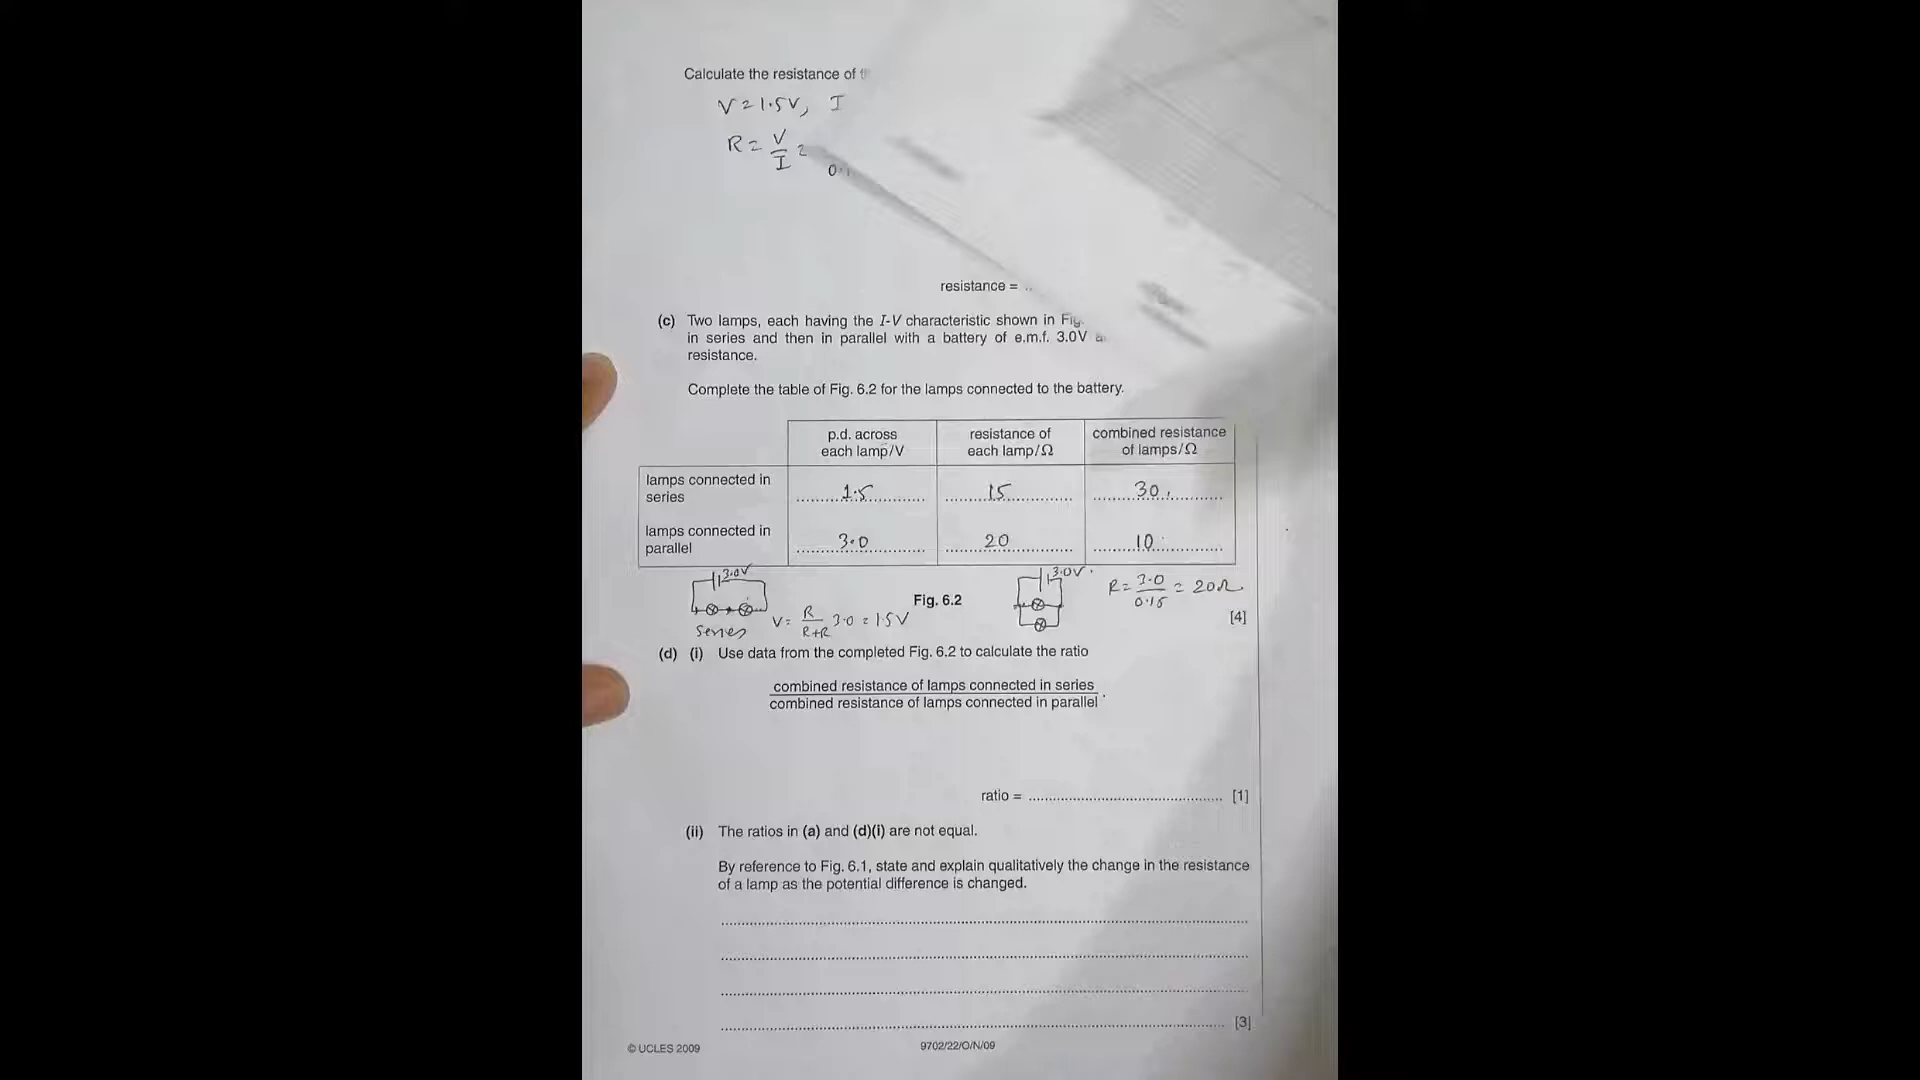 Calculate the resistance of
V = 1.5V, I
R = V/I =
0.1
resistance = ..
(c) Two lamps, each having the I-V characteristic shown in Fig.
in series and then in parallel with a battery of e.m.f. 3.0V
resistance.
Complete the table of Fig. 6.2 for the lamps connected to the battery.
p.d. across each lamp/V
resistance of each lamp/Ω
combined resistance of lamps/Ω
lamps connected in series 1.5 15 30
lamps connected in parallel 3.0 20 10
3.0V
series
V = R/(R+R) 3.0 = 1.5V
Fig. 6.2
3.0V
R = 3.0/0.15 = 20Ω
[4]
(d) (i) Use data from the completed Fig. 6.2 to calculate the ratio
combined resistance of lamps connected in series
combined resistance of lamps connected in parallel .
ratio = .............................................. [1]
(ii) The ratios in (a) and (d)(i) are not equal.
By reference to Fig. 6.1, state and explain qualitatively the change in the resistance
of a lamp as the potential difference is changed.
[3]
© UCLES 2009
9702/22/O/N/09